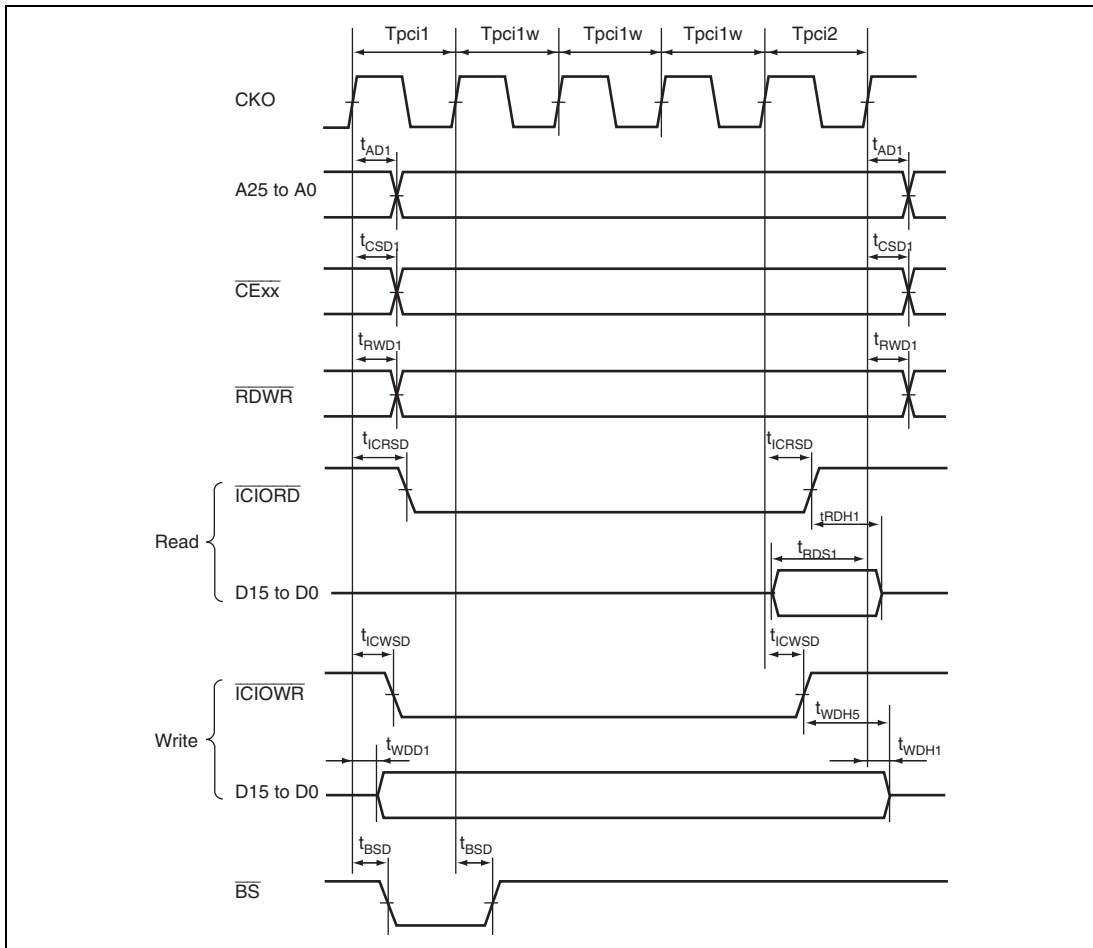 Tpci1 Tpci1w Tpci1w Tpci1w Tpci2
CKO
tAD1 tAD1
A25 to A0
tCSD1 tCSD1
CExx
tRWD1 tRWD1
RDWR
tICRSD tICRSD
ICIORD
tRDH1
Read
tRDS1
D15 to D0
tICWSD tICWSD
ICIOWR
tWDH5
Write
tWDD1 tWDH1
D15 to D0
tBSD tBSD
BS